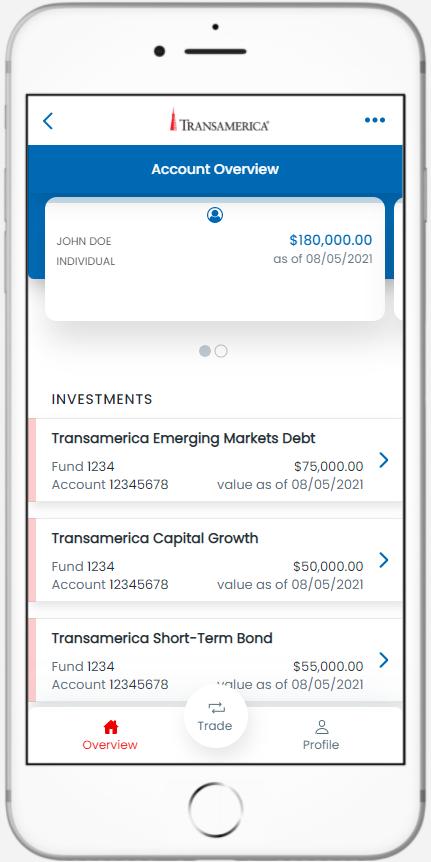 TRANSAMERICA®
Account Overview
JOHN DOE $180,000.00
INDIVIDUAL as of 08/05/2021
INVESTMENTS
Transamerica Emerging Markets Debt
Fund 1234 $75,000.00
Account 12345678 value as of 08/05/2021
Transamerica Capital Growth
Fund 1234 $50,000.00
Account 12345678 value as of 08/05/2021
Transamerica Short-Term Bond
Fund 1234 $55,000.00
Account 12345678 value as of 08/05/2021
Trade
Overview Profile